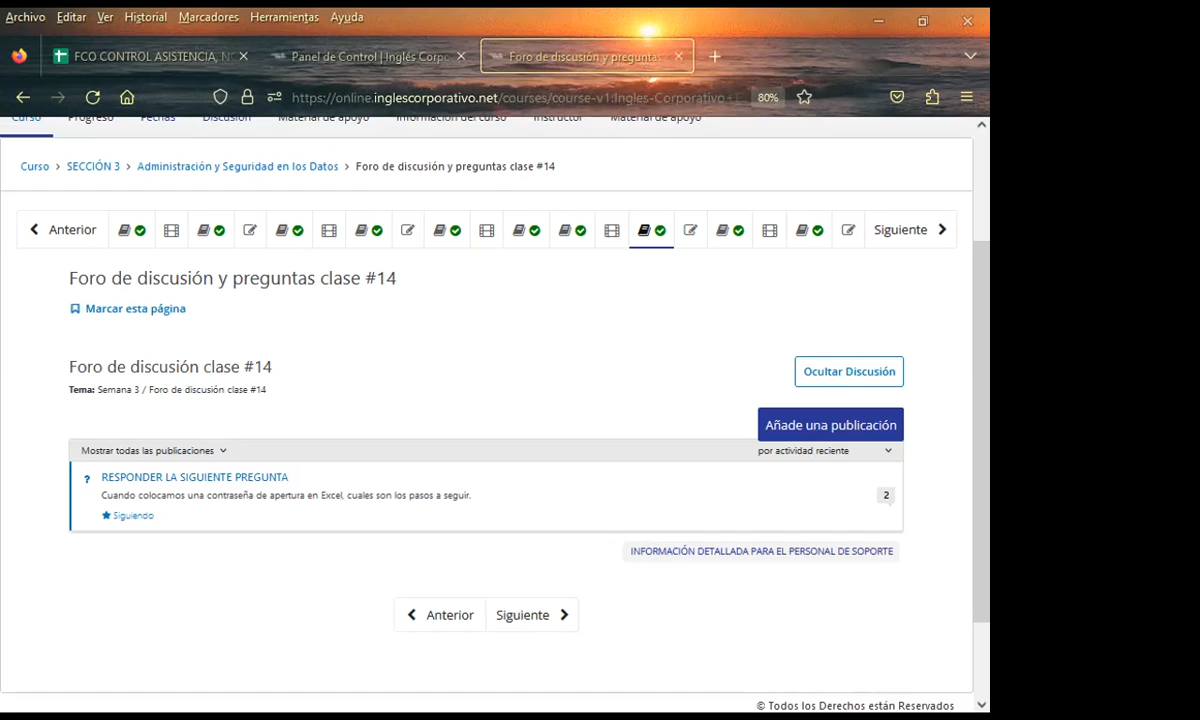 Archivo Editar Ver Historial Marcadores Herramientas Ayuda
FCO CONTROL ASISTENCIA, NO
Panel de Control | Inglés Corpo
Foro de discusión y preguntas
https://online.inglescorporativo.net/courses/course-v1:Ingles-Corporativo+
80%
Curso Progreso Fechas Discusión Material de apoyo Información del curso Instructor Material de apoyo
Curso > SECCIÓN 3 > Administración y Seguridad en los Datos > Foro de discusión y preguntas clase #14
Anterior
Siguiente
Foro de discusión y preguntas clase #14
Marcar esta página
Foro de discusión clase #14
Ocultar Discusión
Tema: Semana 3 / Foro de discusión clase #14
Añade una publicación
Mostrar todas las publicaciones
por actividad reciente
? RESPONDER LA SIGUIENTE PREGUNTA
Cuando colocamos una contraseña de apertura en Excel, cuales son los pasos a seguir.
2
Siguiendo
INFORMACIÓN DETALLADA PARA EL PERSONAL DE SOPORTE
Anterior Siguiente
© Todos los Derechos están Reservados